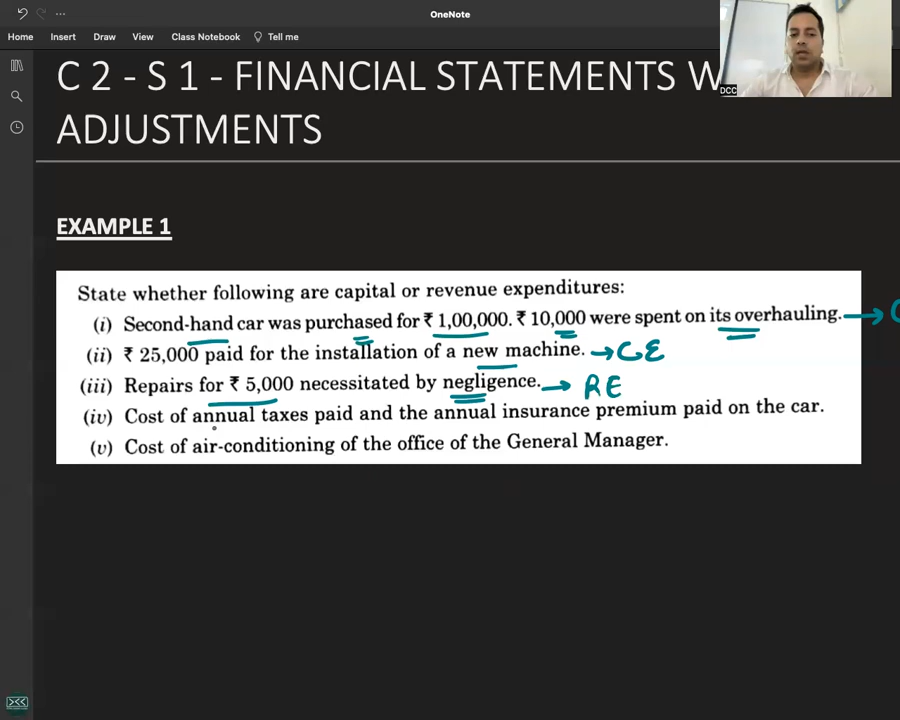 OneNote
Home Insert Draw View Class Notebook Tell me
DCC
C 2 - S 1 - FINANCIAL STATEMENTS W
ADJUSTMENTS
EXAMPLE 1
State whether following are capital or revenue expenditures:
(i) Second-hand car was purchased for ₹ 1,00,000. ₹ 10,000 were spent on its overhauling. → C
(ii) ₹ 25,000 paid for the installation of a new machine. → CE
(iii) Repairs for ₹ 5,000 necessitated by negligence. → RE
(iv) Cost of annual taxes paid and the annual insurance premium paid on the car.
(v) Cost of air-conditioning of the office of the General Manager.